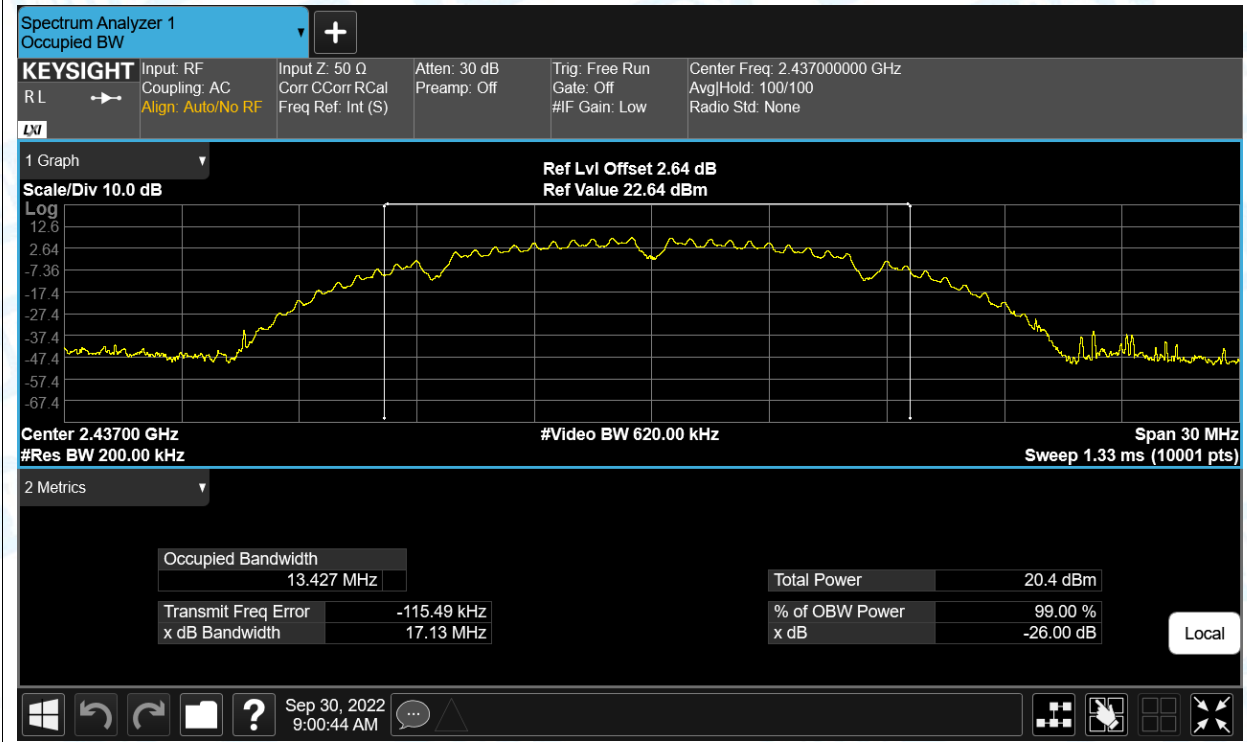 Spectrum Analyzer 1
Occupied BW
KEYSIGHT
R L
LXI
Input: RF
Coupling: AC
Align: Auto/No RF
Input Z: 50 Ω
Corr CCorr RCal
Freq Ref: Int (S)
Atten: 30 dB
Preamp: Off
Trig: Free Run
Gate: Off
#IF Gain: Low
Center Freq: 2.437000000 GHz
Avg|Hold: 100/100
Radio Std: None
1 Graph
Scale/Div 10.0 dB
Ref Lvl Offset 2.64 dB
Ref Value 22.64 dBm
Log
12.6
2.64
-7.36
-17.4
-27.4
-37.4
-47.4
-57.4
-67.4
Center 2.43700 GHz
#Video BW 620.00 kHz
Span 30 MHz
#Res BW 200.00 kHz
Sweep 1.33 ms (10001 pts)
2 Metrics
Occupied Bandwidth
13.427 MHz
Total Power 20.4 dBm
Transmit Freq Error -115.49 kHz
% of OBW Power 99.00 %
x dB Bandwidth 17.13 MHz
x dB -26.00 dB
Local
?
Sep 30, 2022
9:00:44 AM